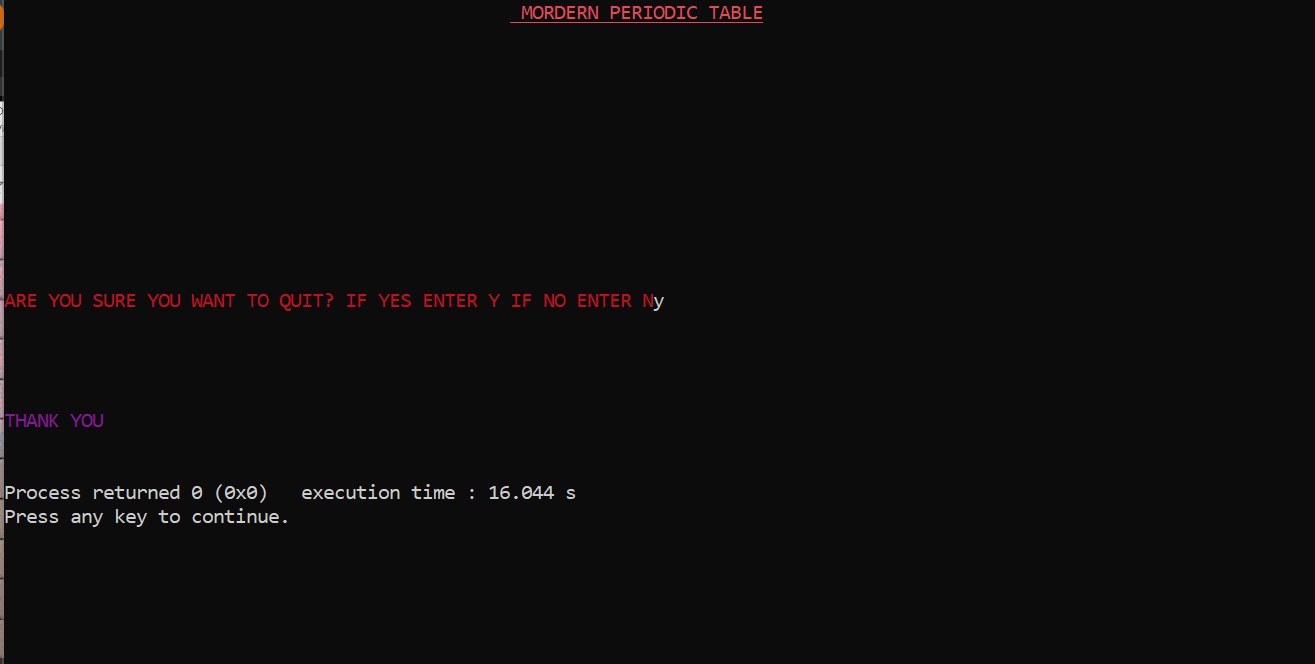 MORDERN PERIODIC TABLE
ARE YOU SURE YOU WANT TO QUIT? IF YES ENTER Y IF NO ENTER Ny
THANK YOU
Process returned 0 (0x0)   execution time : 16.044 s
Press any key to continue.